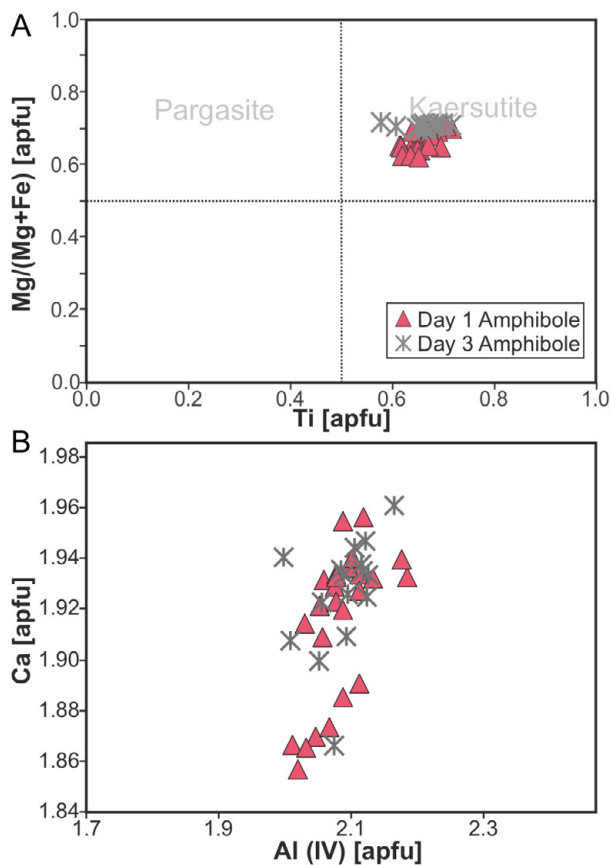 A
1.0
Pargasite
Kaersutite
0.8
0.6
0.4
0.2
0.0
Mg/(Mg+Fe) [apfu]
Day 1 Amphibole
Day 3 Amphibole
0.0
0.2
0.4
0.6
0.8
1.0
Ti [apfu]
B
1.98
1.96
1.94
1.92
1.90
1.88
1.86
1.84
Ca [apfu]
1.7
1.9
2.1
2.3
Al (IV) [apfu]